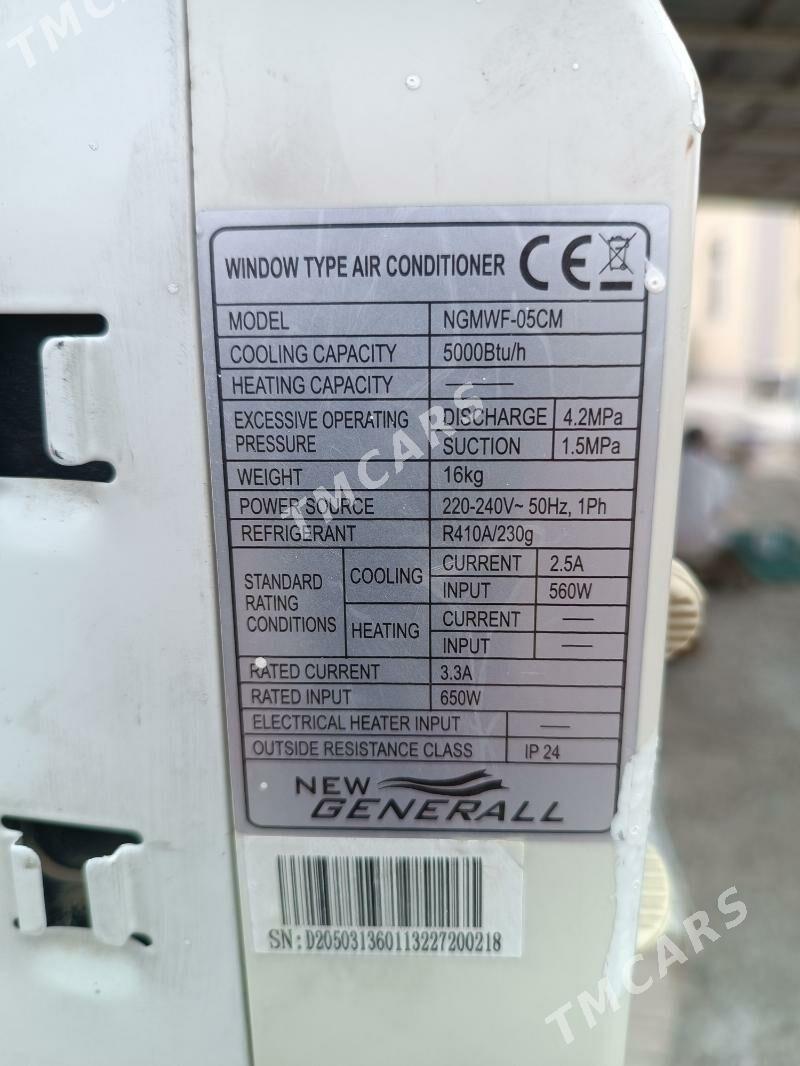 TMCARS
WINDOW TYPE AIR CONDITIONER CE
MODEL NGMWF-05CM
COOLING CAPACITY 5000Btu/h
HEATING CAPACITY ——
EXCESSIVE OPERATING PRESSURE DISCHARGE 4.2MPa
SUCTION 1.5MPa
WEIGHT 16kg
POWER SOURCE 220-240V~ 50Hz, 1Ph
REFRIGERANT R410A/230g
STANDARD RATING CONDITIONS COOLING CURRENT 2.5A
INPUT 560W
HEATING CURRENT —
INPUT —
RATED CURRENT 3.3A
RATED INPUT 650W
ELECTRICAL HEATER INPUT —
OUTSIDE RESISTANCE CLASS IP 24
NEW
GENERALL
SN:D205031360113227200218
TMCARS
TMCARS